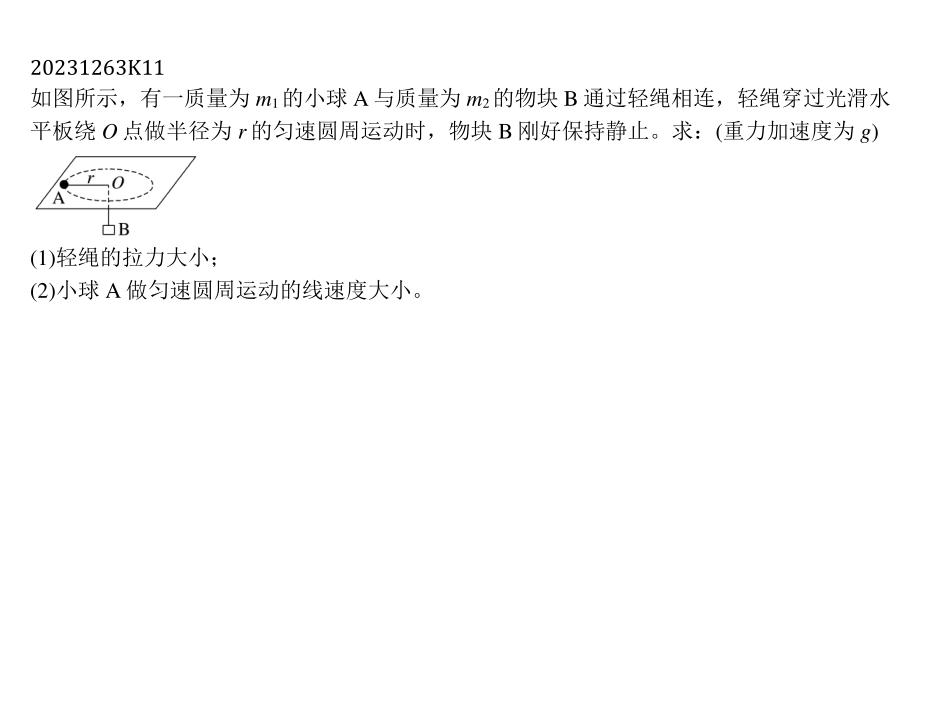 20231263K11
如图所示，有一质量为 m1 的小球 A 与质量为 m2 的物块 B 通过轻绳相连，轻绳穿过光滑水
平板绕 O 点做半径为 r 的匀速圆周运动时，物块 B 刚好保持静止。求：(重力加速度为 g)
r
O
A
B
(1)轻绳的拉力大小；
(2)小球 A 做匀速圆周运动的线速度大小。